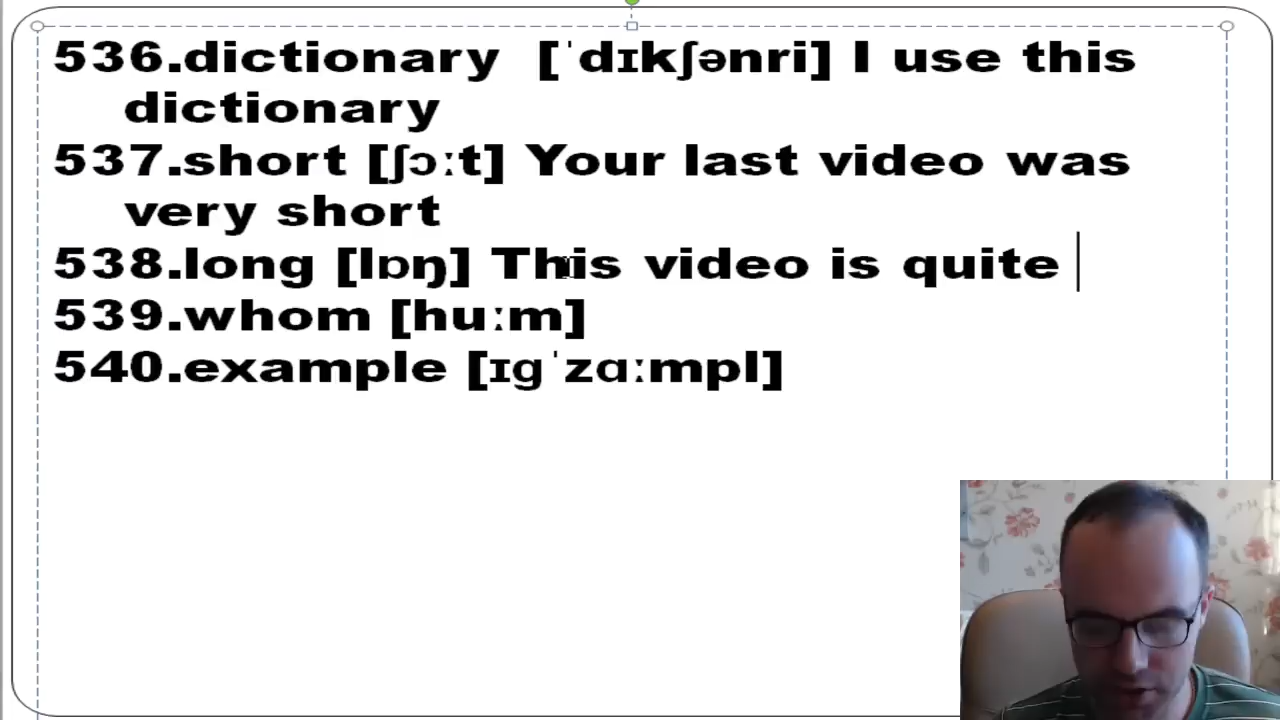 536.dictionary [ˈdɪkʃənri] I use this
dictionary
537.short [ʃɔːt] Your last video was
very short
538.long [lɒŋ] This video is quite
539.whom [huːm]
540.example [ɪgˈzɑːmpl]